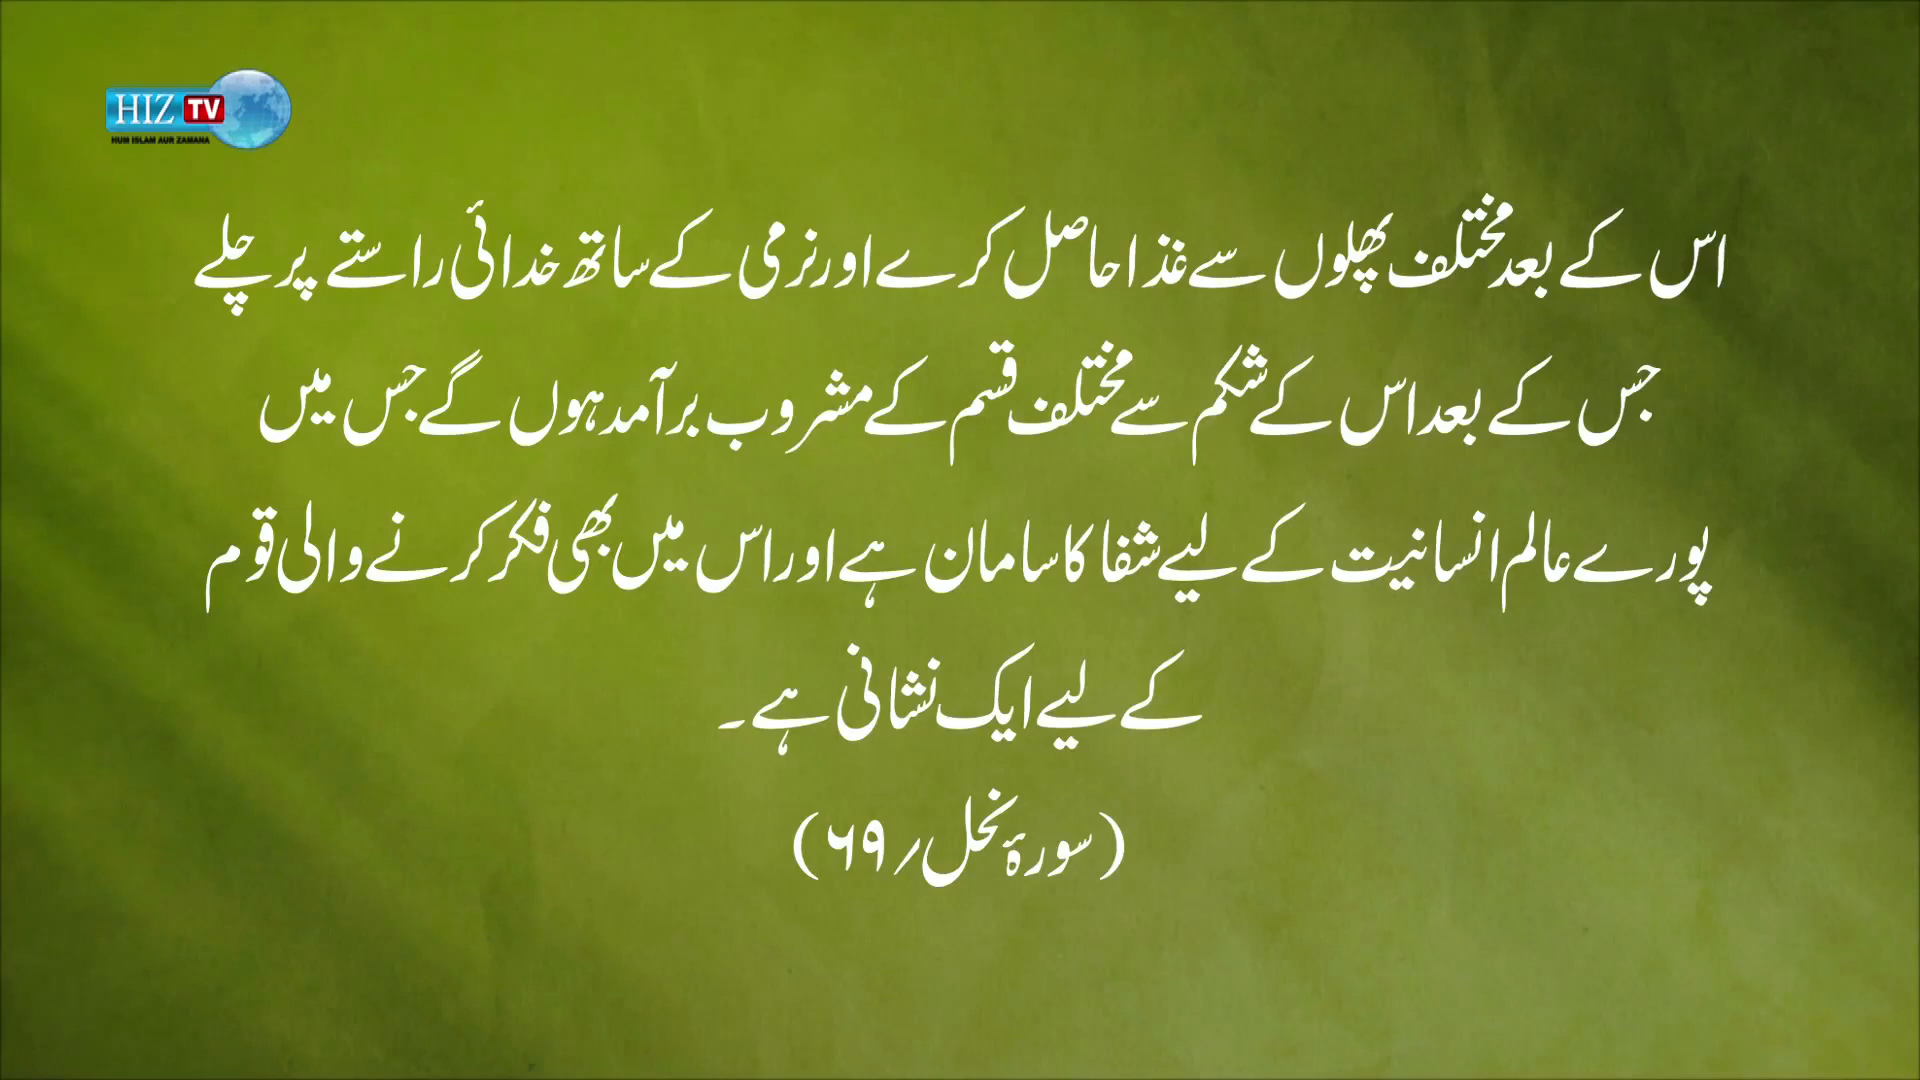 HIZ TV
HUM ISLAM AUR ZAMANA
اس کے بعد مختلف پھلوں سے غذا حاصل کرے اور نرمی کے ساتھ خدائی راستے پر چلے
جس کے بعد اس کے شکم سے مختلف قسم کے مشروب برآمد ہوں گے جس میں
پورے عالم انسانیت کے لیے شفا کا سامان ہے اور اس میں بھی فکر کرنے والی قوم
کے لیے ایک نشانی ہے۔
(سورۂ نحل؍ ۶۹)